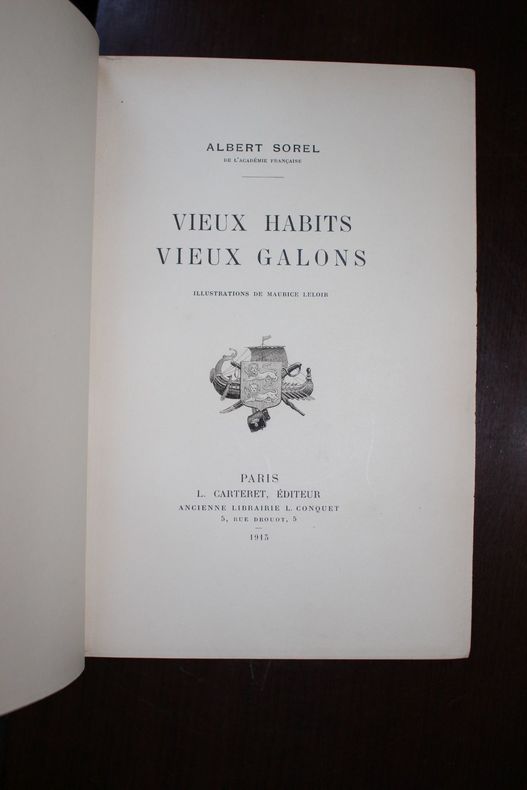 ALBERT SOREL
DE L'ACADÉMIE FRANÇAISE
VIEUX HABITS
VIEUX GALONS
ILLUSTRATIONS DE MAURICE LELOIR
PARIS
L. CARTERET, ÉDITEUR
ANCIENNE LIBRAIRIE L. CONQUET
5, RUE DROUOT, 5
1913